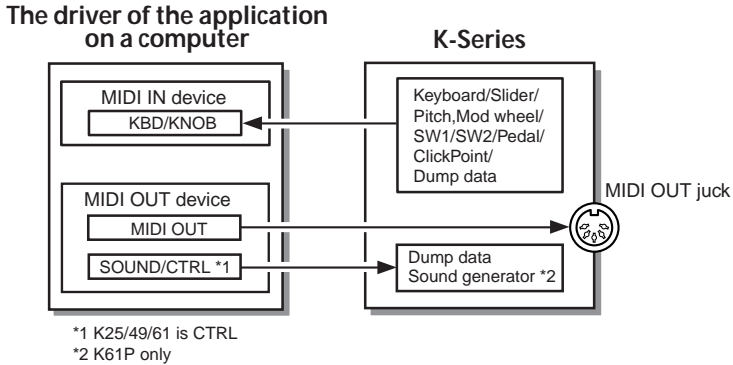 The driver of the application
on a computer
K-Series
MIDI IN device
KBD/KNOB
Keyboard/Slider/
Pitch,Mod wheel/
SW1/SW2/Pedal/
ClickPoint/
Dump data
MIDI OUT device
MIDI OUT
SOUND/CTRL *1
MIDI OUT juck
Dump data
Sound generator *2
*1 K25/49/61 is CTRL
*2 K61P only